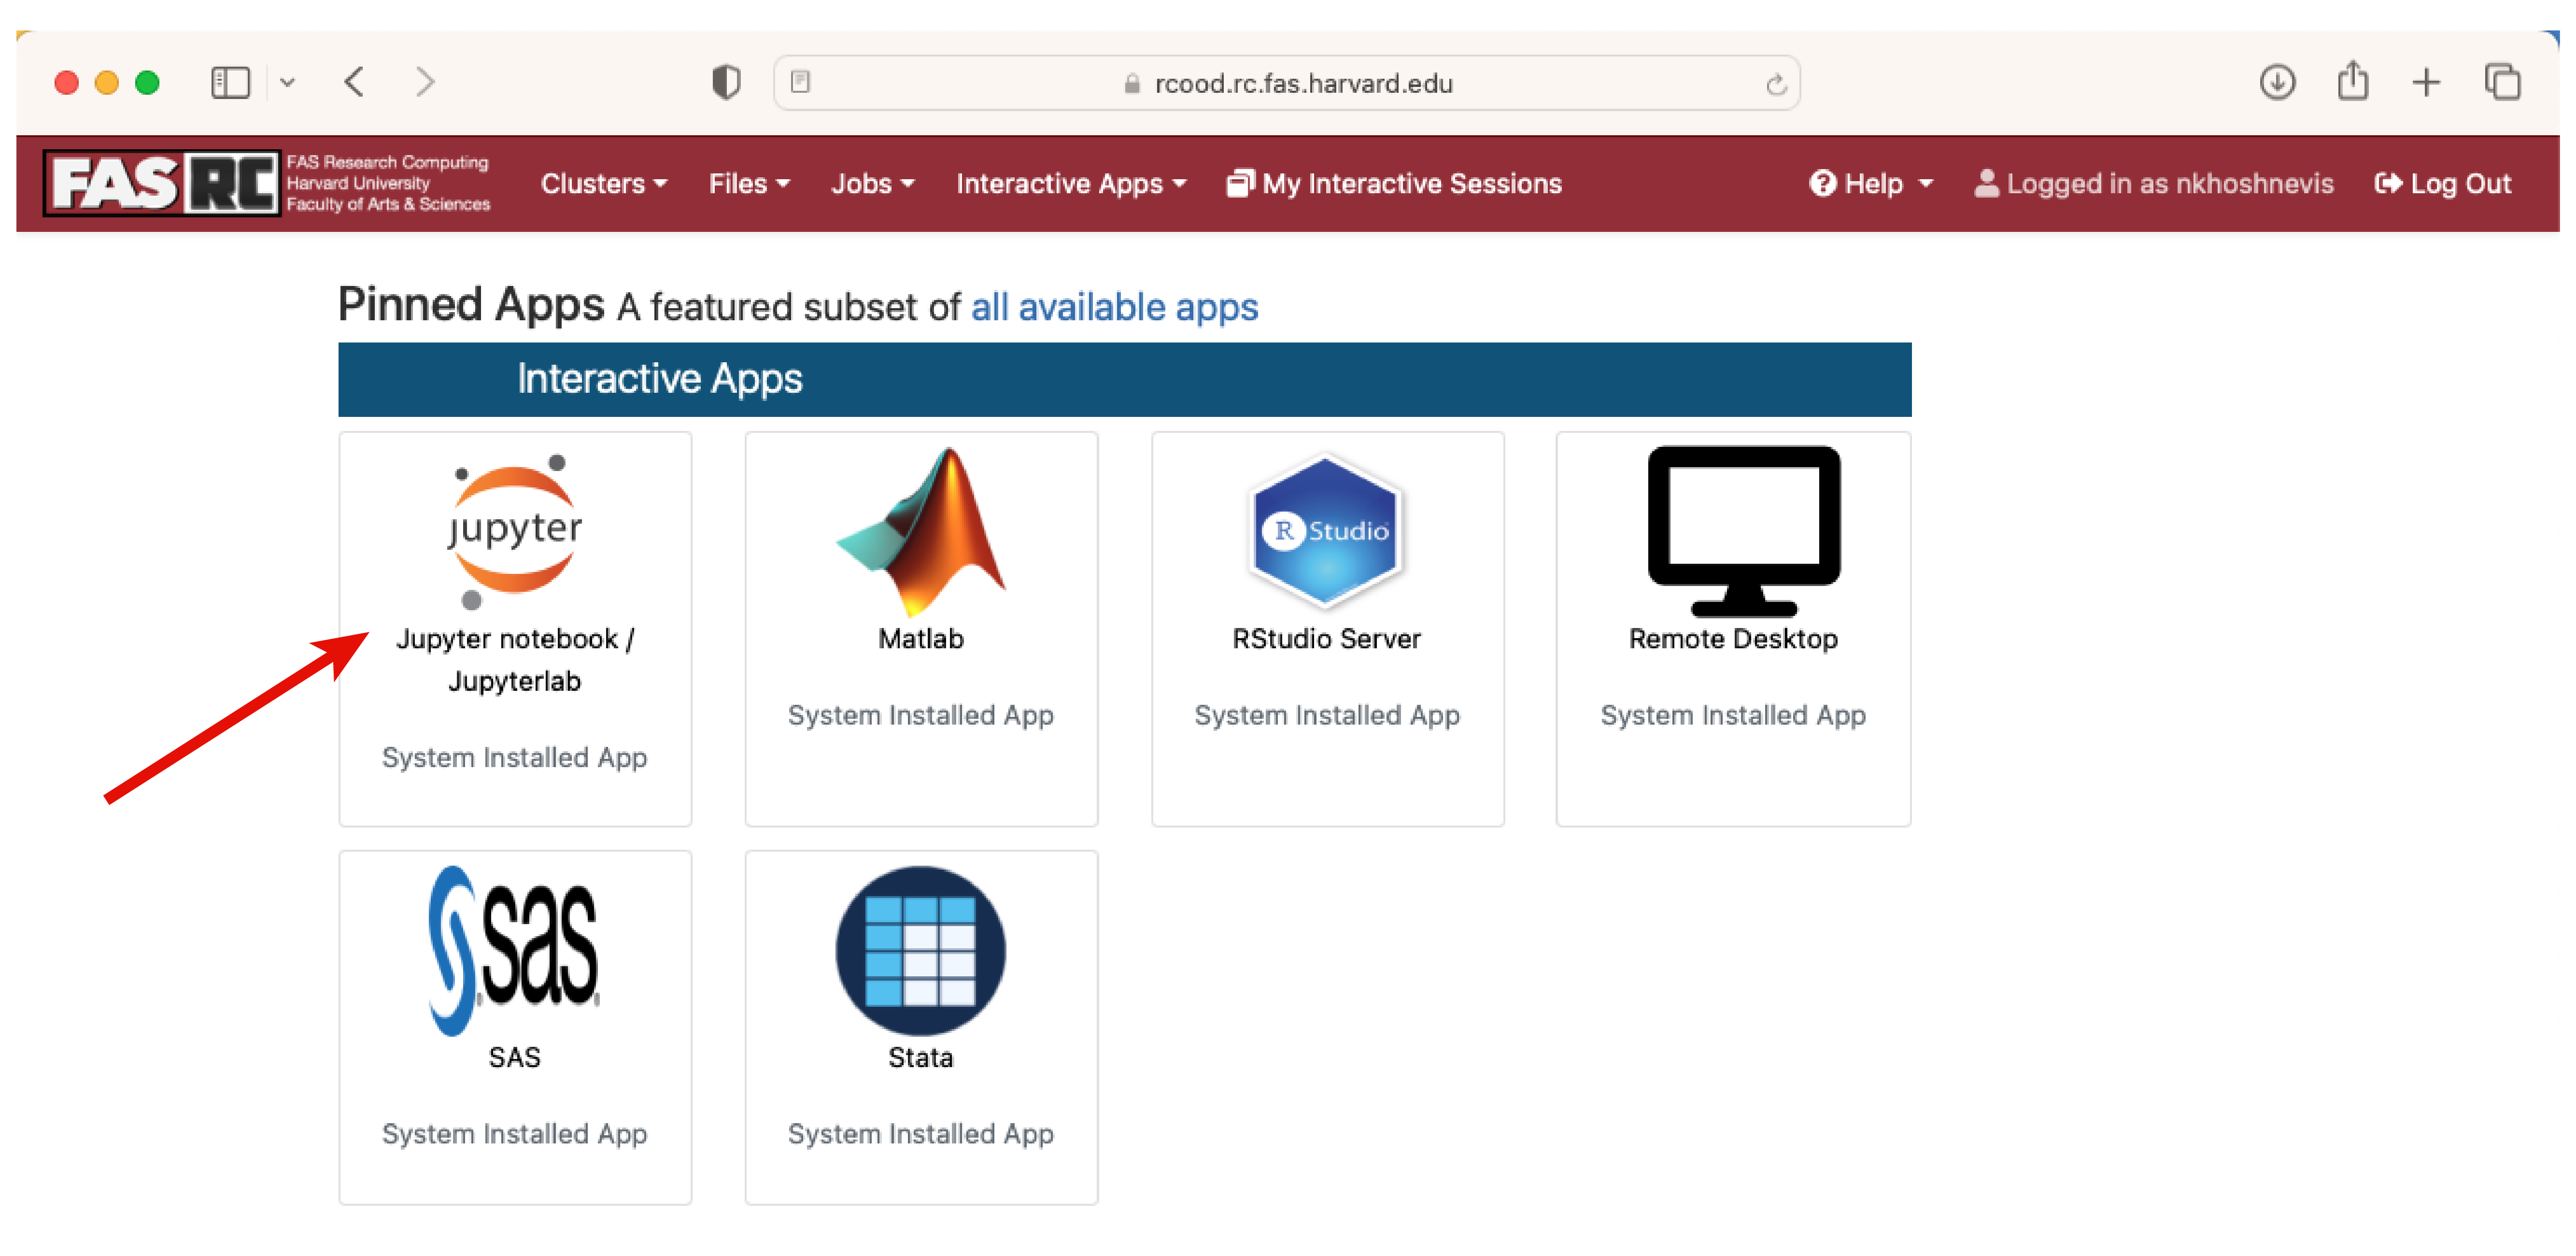 rcood.rc.fas.harvard.edu
FAS RC
FAS Research Computing
Harvard University
Faculty of Arts & Sciences
Clusters Files Jobs Interactive Apps My Interactive Sessions Help Logged in as nkhoshnevis Log Out
Pinned Apps A featured subset of all available apps
Interactive Apps
jupyter
Jupyter notebook /
Jupyterlab
System Installed App
Matlab
System Installed App
R Studio
RStudio Server
System Installed App
Remote Desktop
System Installed App
sas
SAS
System Installed App
Stata
System Installed App